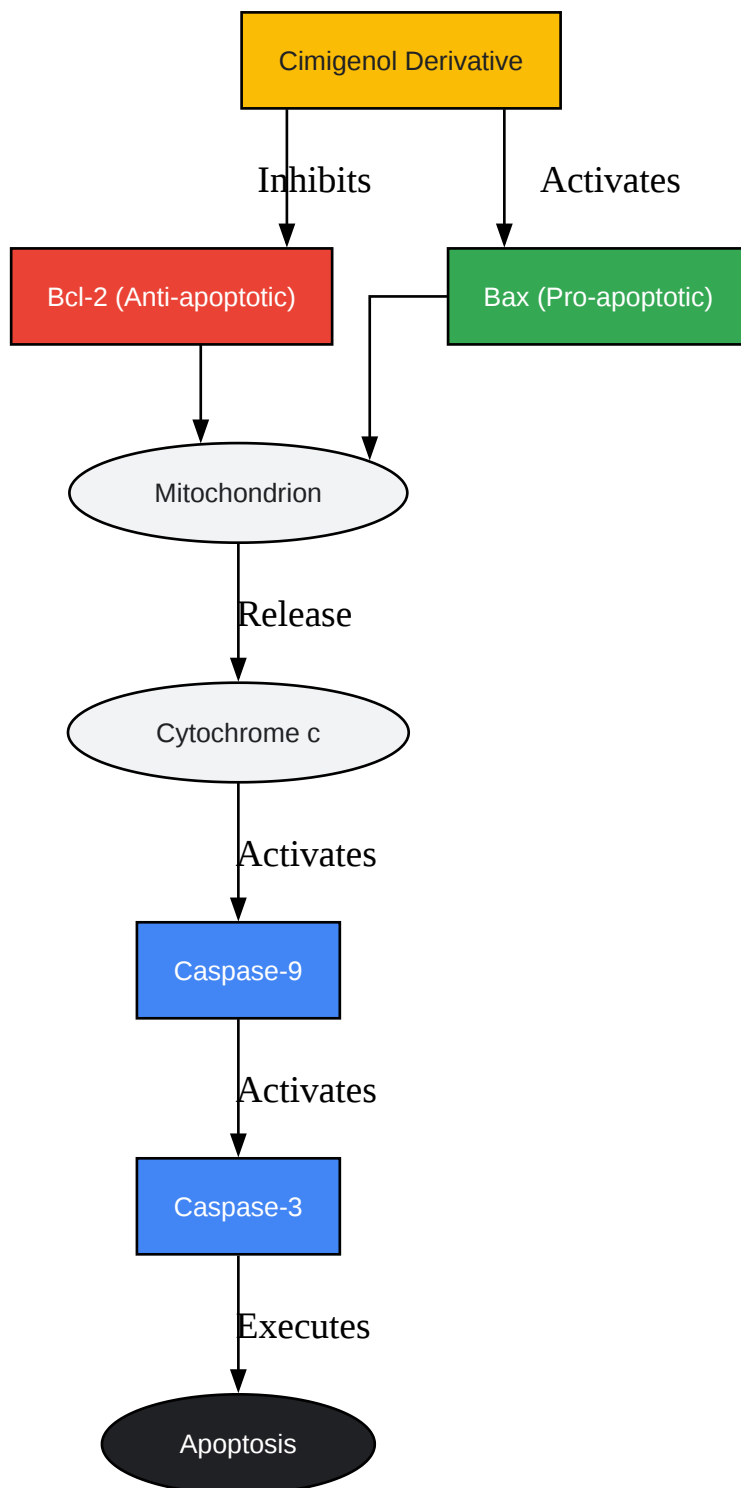 Cimigenol Derivative
Inhibits
Activates
Bcl-2 (Anti-apoptotic)
Bax (Pro-apoptotic)
Mitochondrion
Release
Cytochrome c
Activates
Caspase-9
Activates
Caspase-3
Executes
Apoptosis